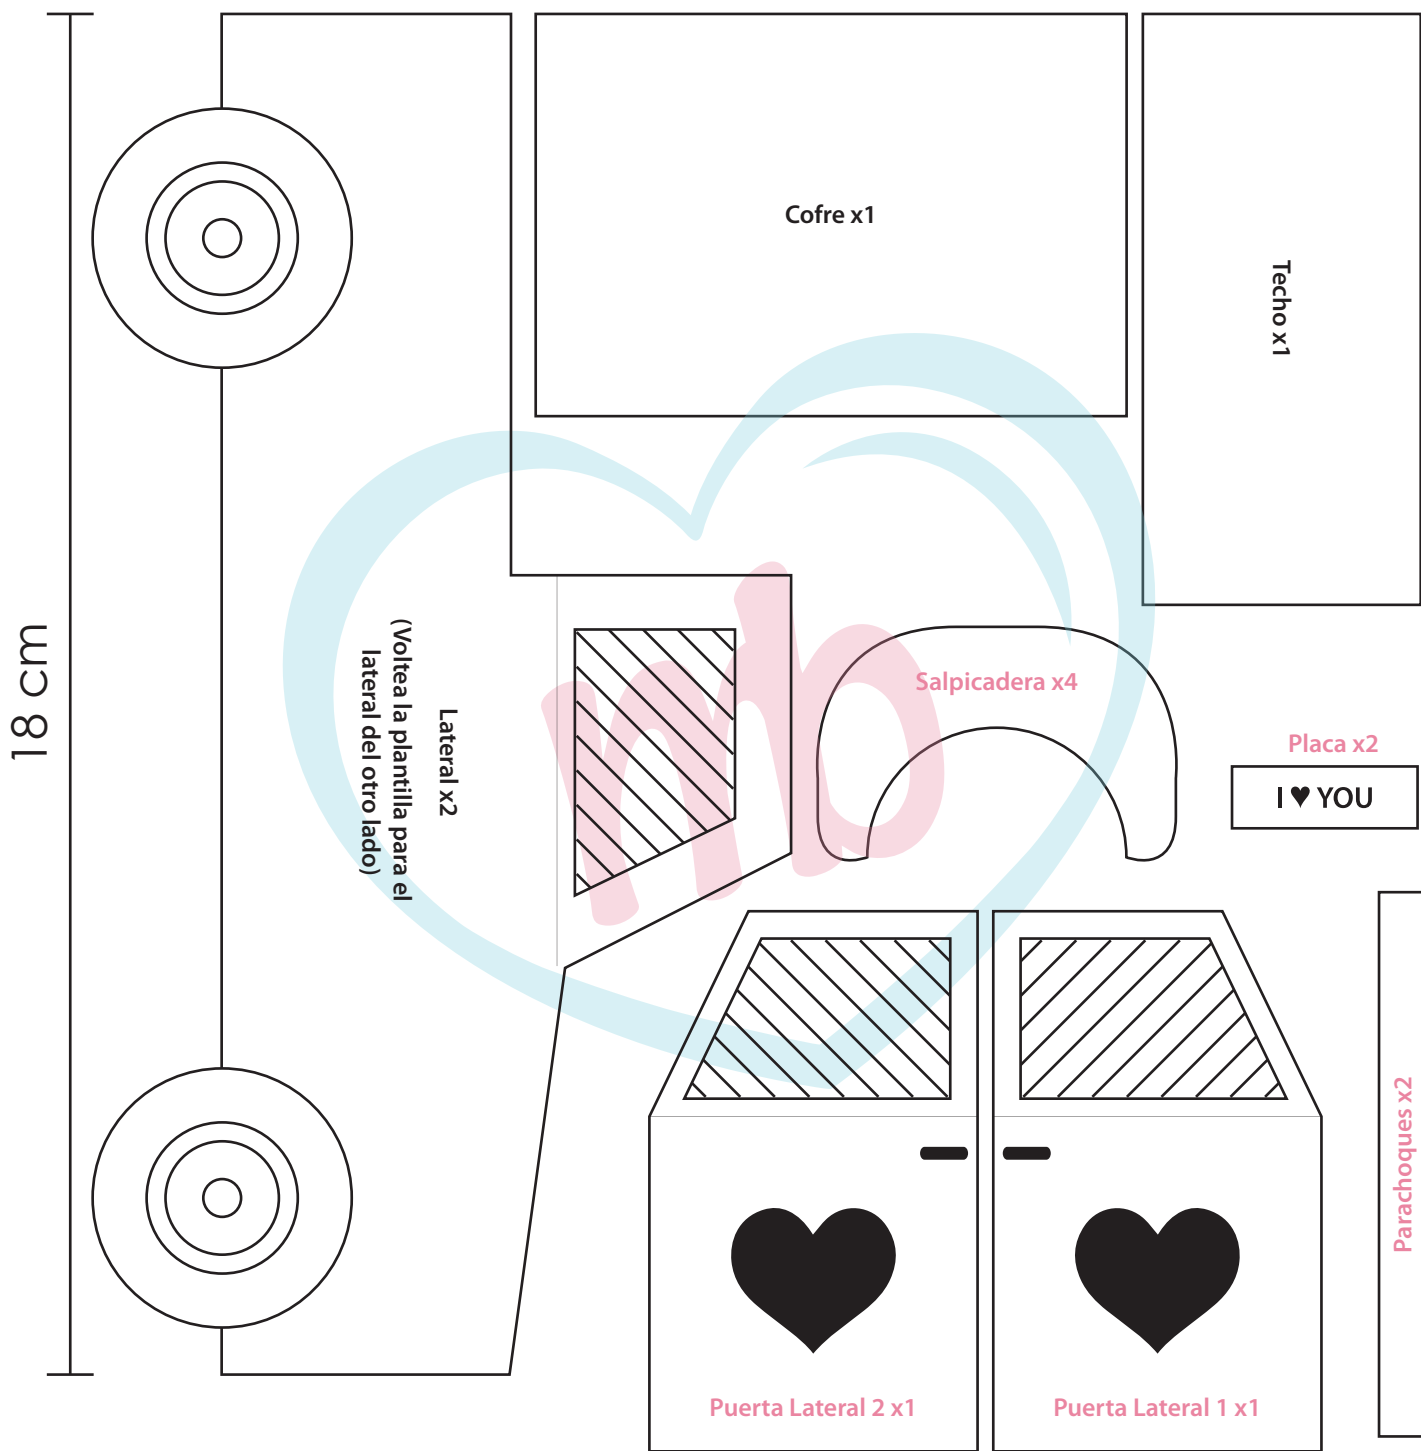 18 cm
Cofre x1
Techo x1
Lateral x2
(Voltea la plantilla para el
lateral del otro lado)
Salpicadera x4
Placa x2
I ♥ YOU
Parachoques x2
Puerta Lateral 2 x1
Puerta Lateral 1 x1
mb